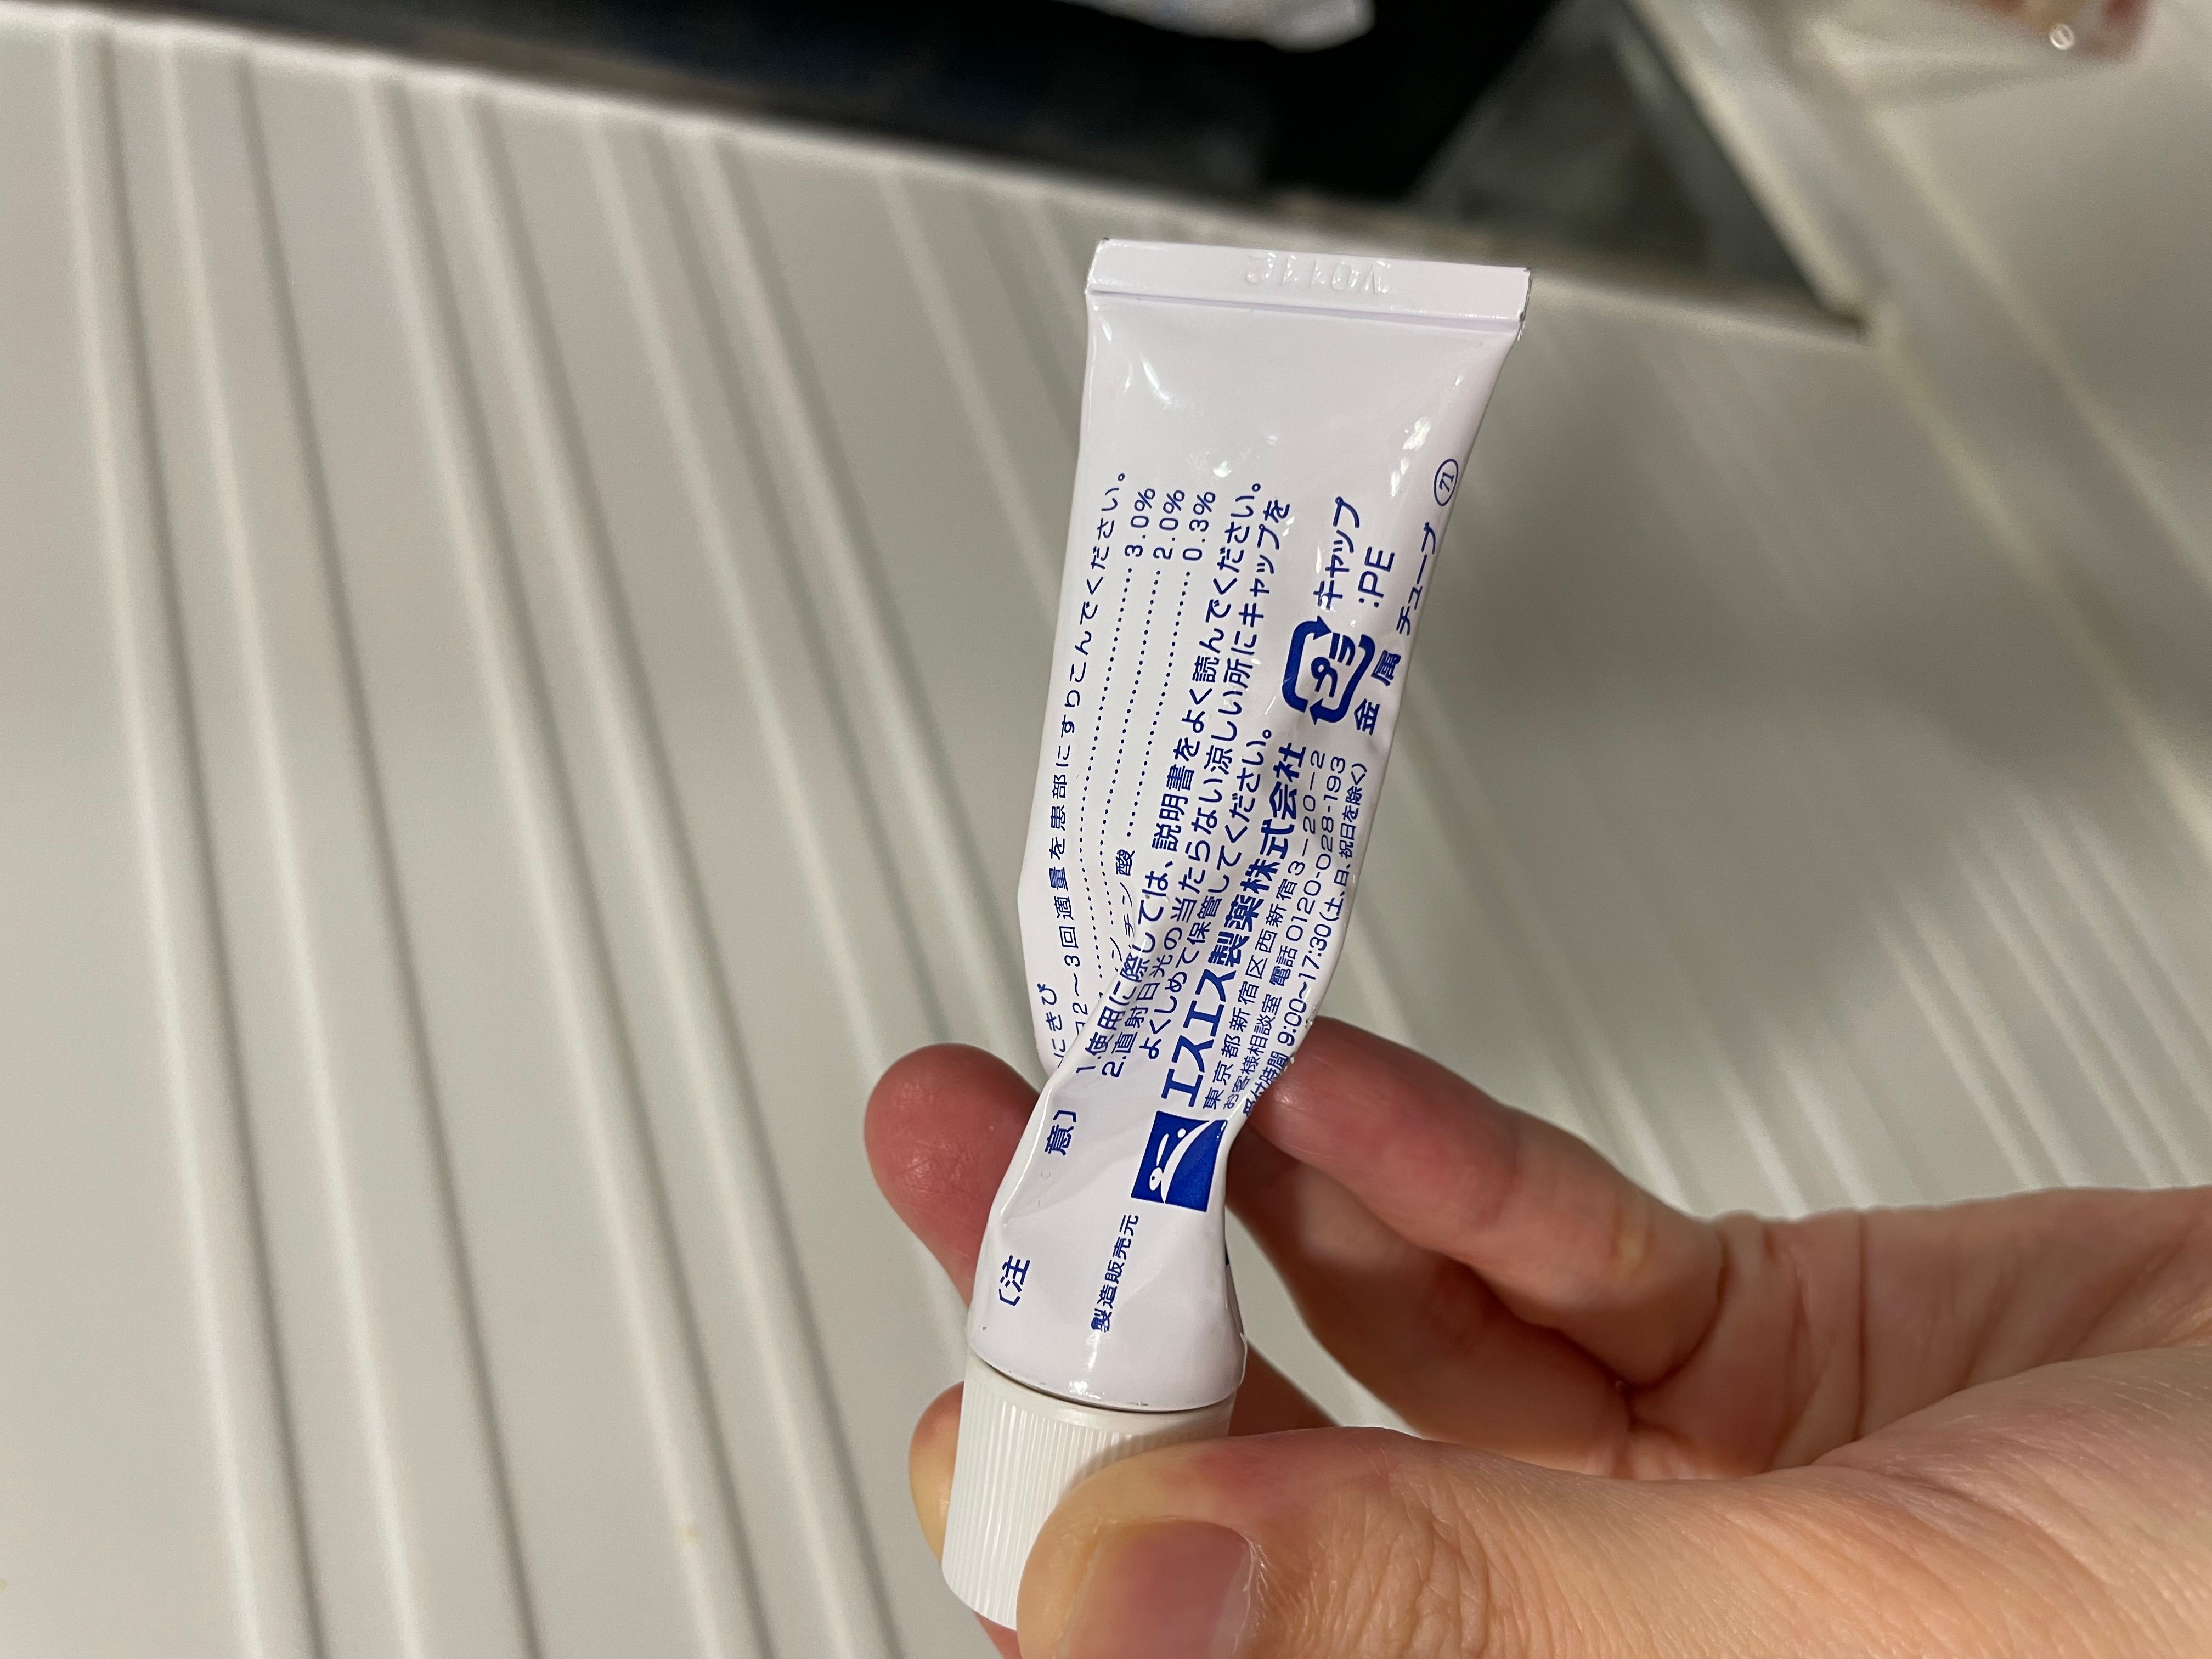 にきび
2～3回適量を患部にすりこんでください。
3.0%
2.0%
チン酸 0.3%
〔注意〕 1.使用に際しては、説明書をよく読んでください。
2.直射日光の当たらない涼しい所にキャップを
よくしめて保管してください。
製造販売元 エスエス製薬株式会社
東京都新宿区西新宿3-20-2
お客様相談室 電話 0120-028-193
受付時間 9:00~17:30(土、日、祝日を除く)
プラ キャップ
:PE
金属 チューブ 71